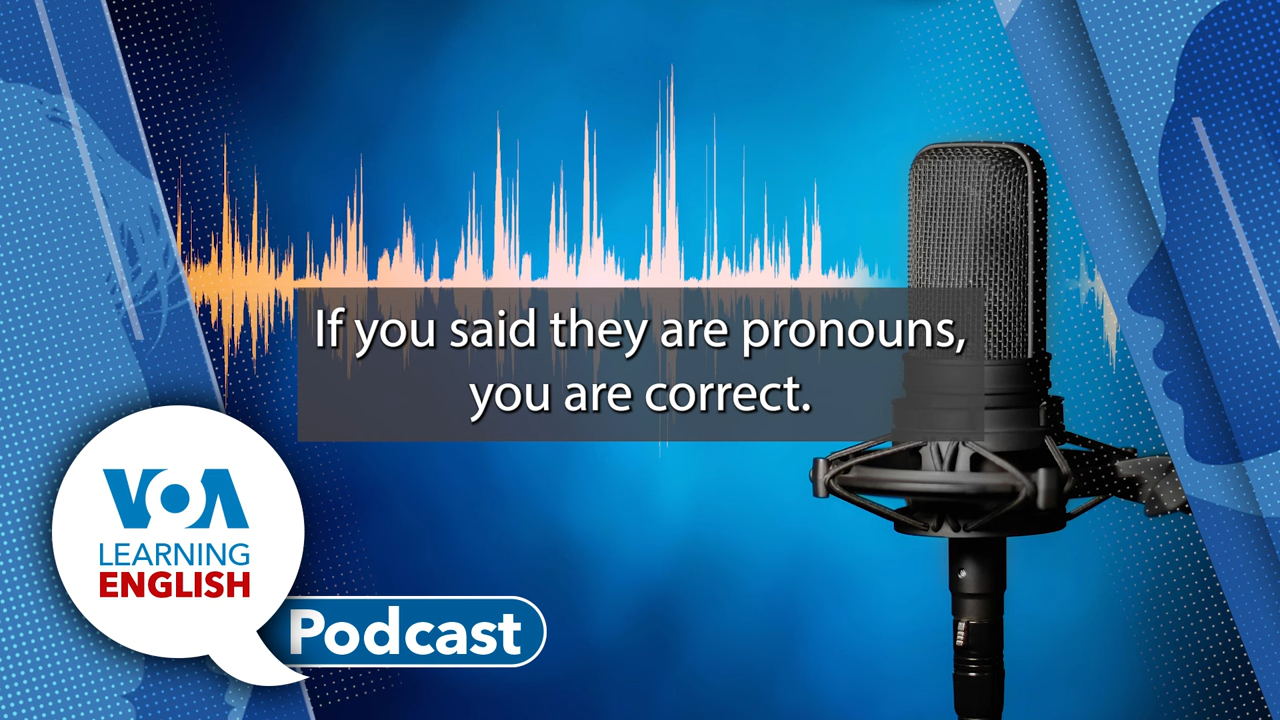 If you said they are pronouns,
you are correct.
VOA
LEARNING
ENGLISH
Podcast